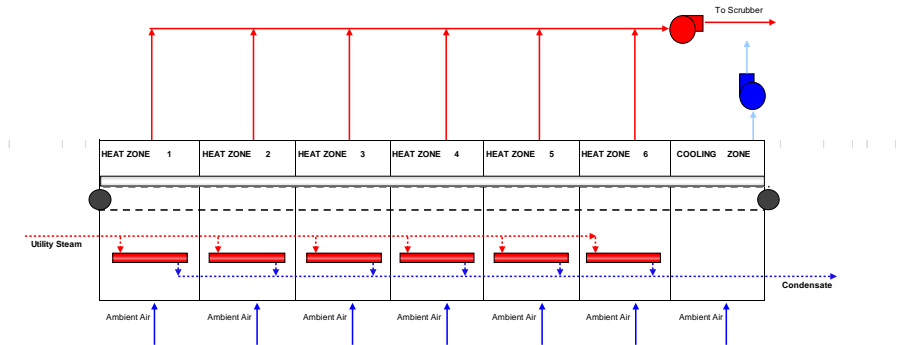 To Scrubber
HEAT ZONE 1
HEAT ZONE 2
HEAT ZONE 3
HEAT ZONE 4
HEAT ZONE 5
HEAT ZONE 6
COOLING ZONE
Utility Steam
Condensate
Ambient Air
Ambient Air
Ambient Air
Ambient Air
Ambient Air
Ambient Air
Ambient Air